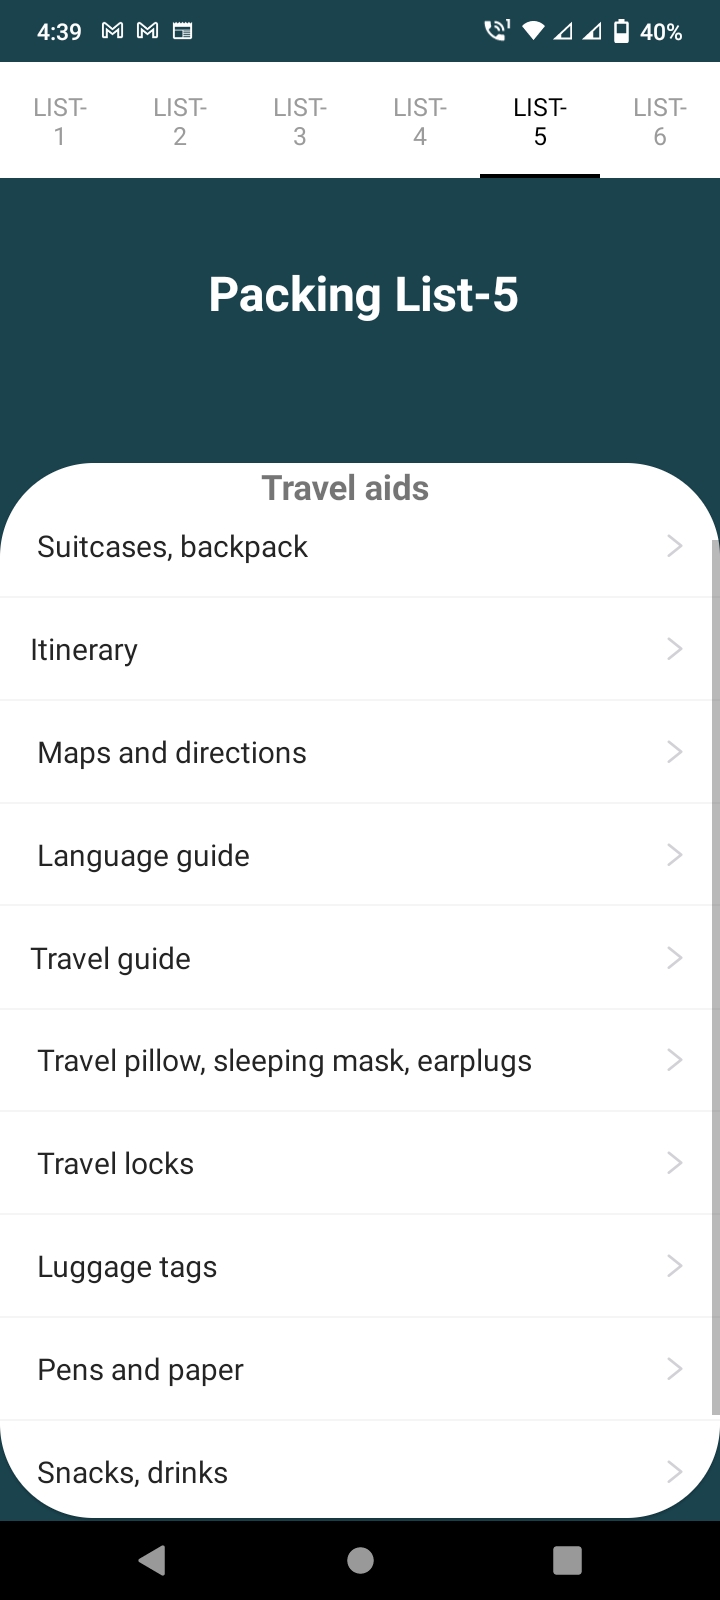 4:39
1
40%
LIST-
1
LIST-
2
LIST-
3
LIST-
4
LIST-
5
LIST-
6
Packing List-5
Travel aids
Suitcases, backpack
Itinerary
Maps and directions
Language guide
Travel guide
Travel pillow, sleeping mask, earplugs
Travel locks
Luggage tags
Pens and paper
Snacks, drinks